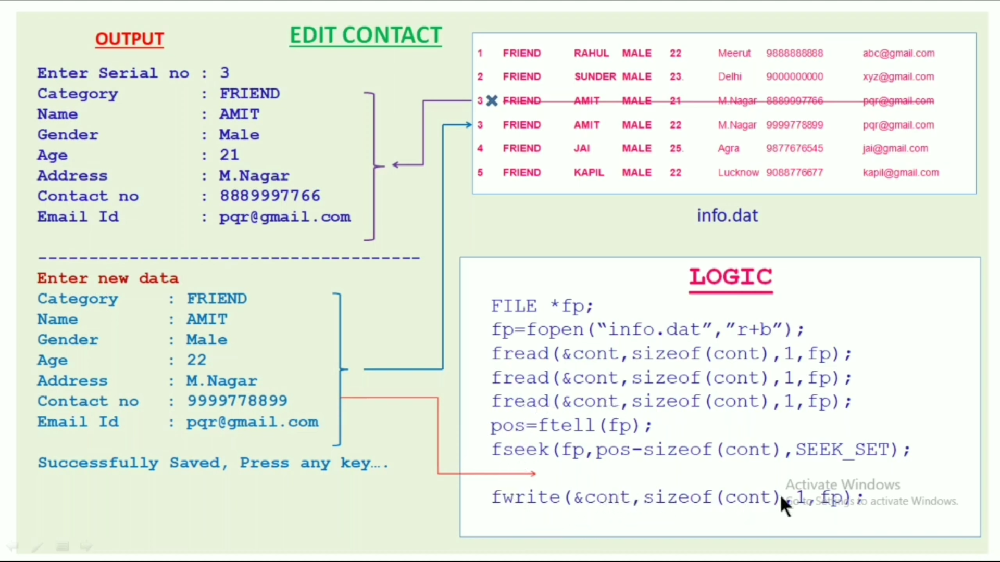 OUTPUT
EDIT CONTACT
Enter Serial no : 3
Category : FRIEND
Name : AMIT
Gender : Male
Age : 21
Address : M.Nagar
Contact no : 8889997766
Email Id : pqr@gmail.com
---------------------------------------
Enter new data
Category : FRIEND
Name : AMIT
Gender : Male
Age : 22
Address : M.Nagar
Contact no : 9999778899
Email Id : pqr@gmail.com
Successfully Saved, Press any key….
1 FRIEND RAHUL MALE 22 Meerut 9888888888 abc@gmail.com
2 FRIEND SUNDER MALE 23. Delhi 9000000000 xyz@gmail.com
3 FRIEND AMIT MALE 21 M.Nagar 8889997766 pqr@gmail.com
3 FRIEND AMIT MALE 22 M.Nagar 9999778899 pqr@gmail.com
4 FRIEND JAI MALE 25. Agra 9877676545 jai@gmail.com
5 FRIEND KAPIL MALE 22 Lucknow 9088776677 kapil@gmail.com
info.dat
LOGIC
FILE *fp;
fp=fopen(“info.dat”,”r+b”);
fread(&cont,sizeof(cont),1,fp);
fread(&cont,sizeof(cont),1,fp);
fread(&cont,sizeof(cont),1,fp);
pos=ftell(fp);
fseek(fp,pos-sizeof(cont),SEEK_SET);
fwrite(&cont,sizeof(cont),1,fp);
Activate Windows
Go to Settings to activate Windows.